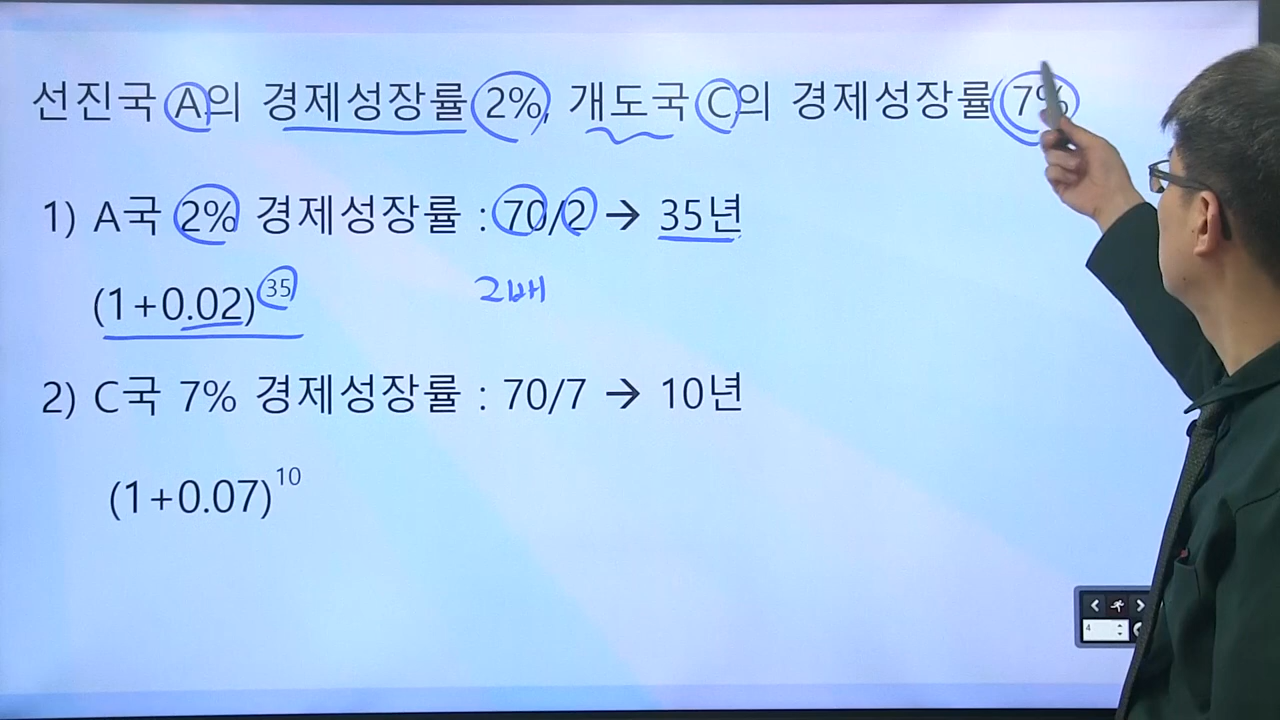 선진국 A의 경제성장률 2%, 개도국 C의 경제성장률 7%
1) A국 2% 경제성장률 : 70/2 → 35년
(1+0.02)³⁵
2배
2) C국 7% 경제성장률 : 70/7 → 10년
(1+0.07)¹⁰
4